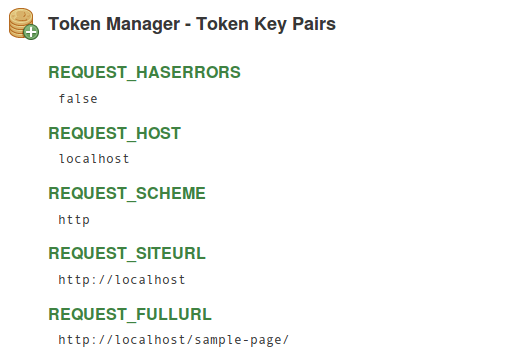 Token Manager - Token Key Pairs
REQUEST_HASERRORS
false
REQUEST_HOST
localhost
REQUEST_SCHEME
http
REQUEST_SITEURL
http://localhost
REQUEST_FULLURL
http://localhost/sample-page/